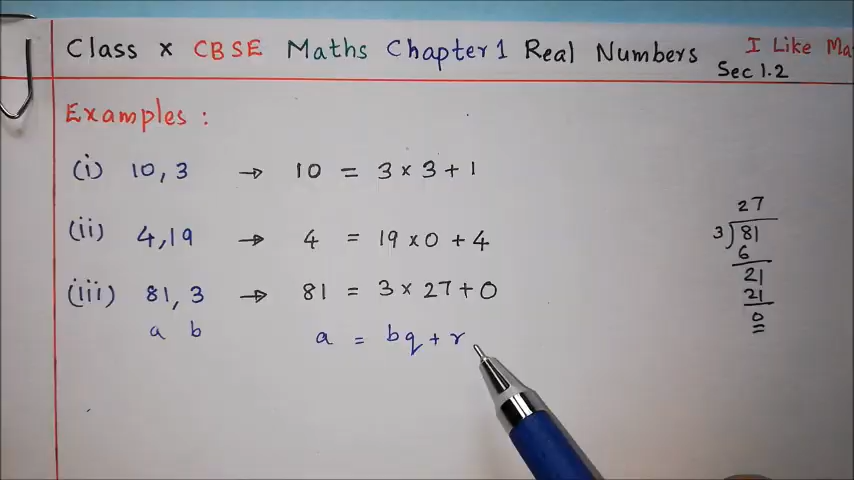 Class X CBSE Maths Chapter 1 Real Numbers I Like Ma
Sec 1.2
Examples :
(i) 10, 3 → 10 = 3 × 3 + 1
(ii) 4, 19 → 4 = 19 × 0 + 4
(iii) 81, 3 → 81 = 3 × 27 + 0
a b a = bq + r
27
3)81
6
21
21
0